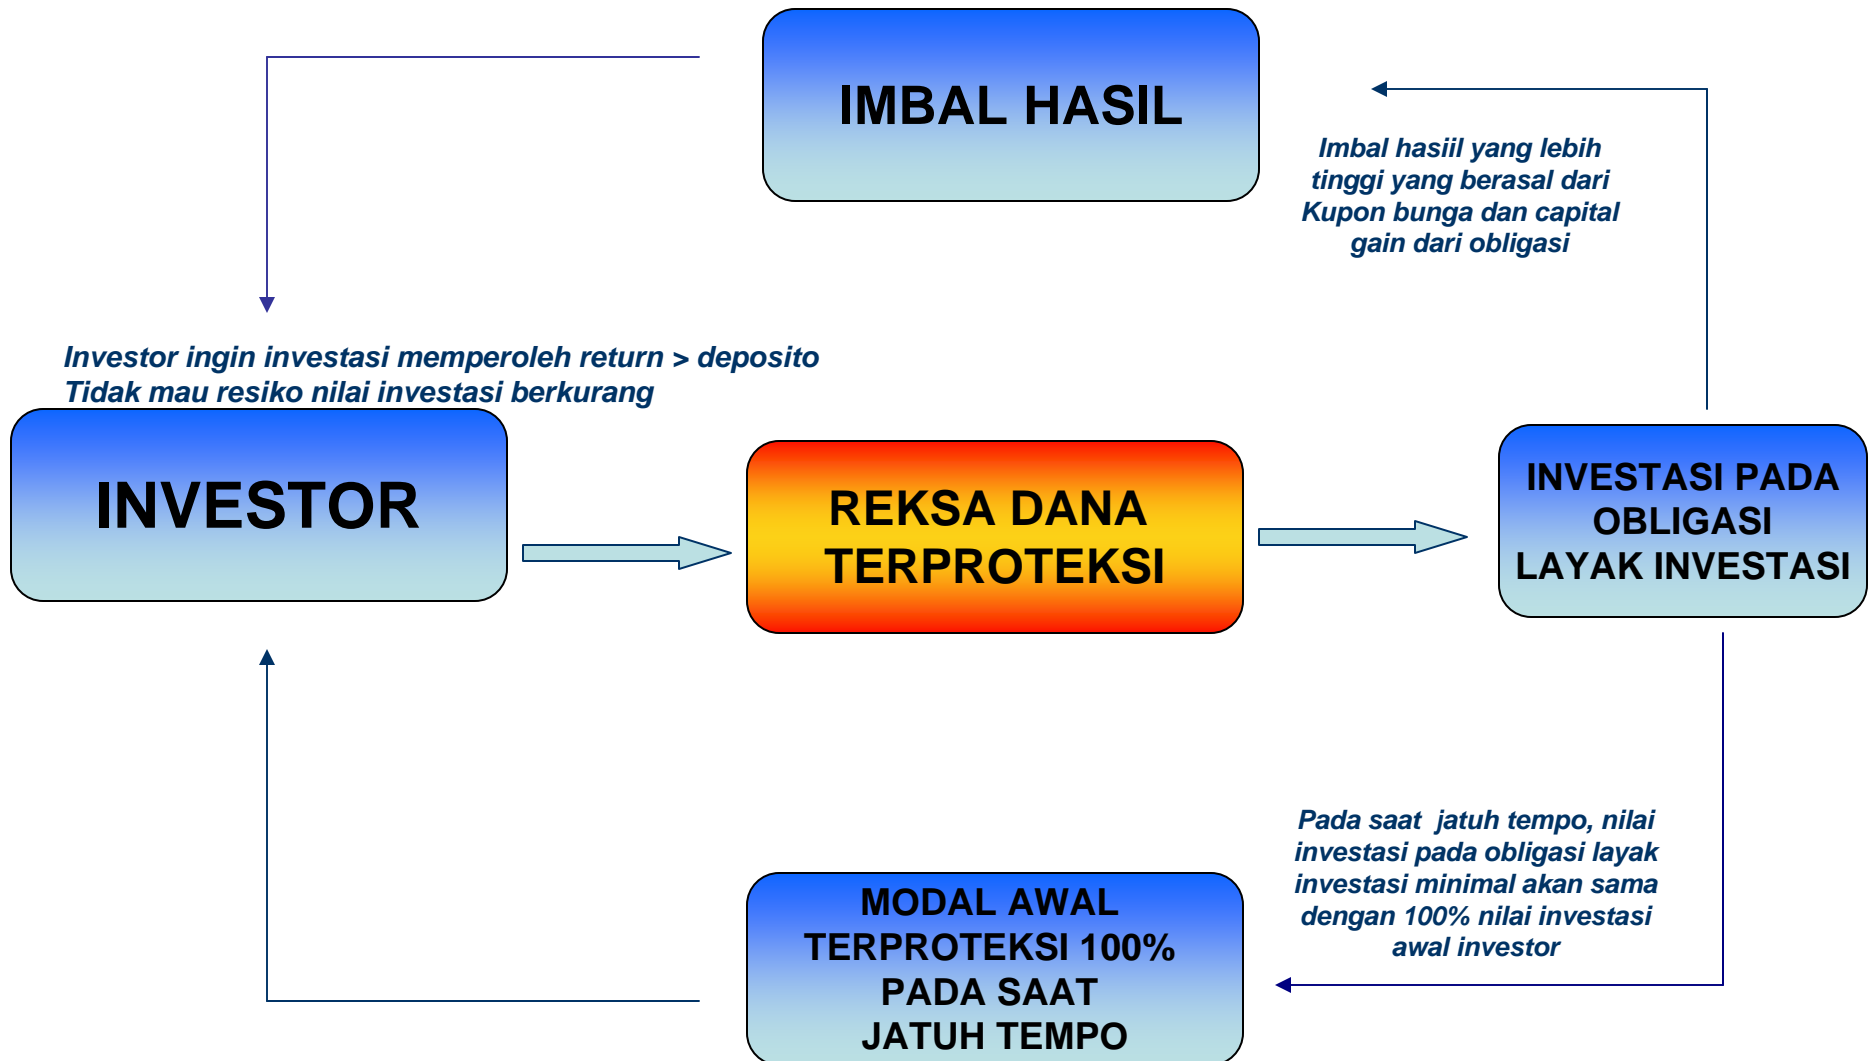 IMBAL HASIL
Imbal hasiil yang lebih
tinggi yang berasal dari
Kupon bunga dan capital
gain dari obligasi
Investor ingin investasi memperoleh return > deposito
Tidak mau resiko nilai investasi berkurang
INVESTOR
REKSA DANA
TERPROTEKSI
INVESTASI PADA
OBLIGASI
LAYAK INVESTASI
Pada saat jatuh tempo, nilai
investasi pada obligasi layak
investasi minimal akan sama
dengan 100% nilai investasi
awal investor
MODAL AWAL
TERPROTEKSI 100%
PADA SAAT
JATUH TEMPO